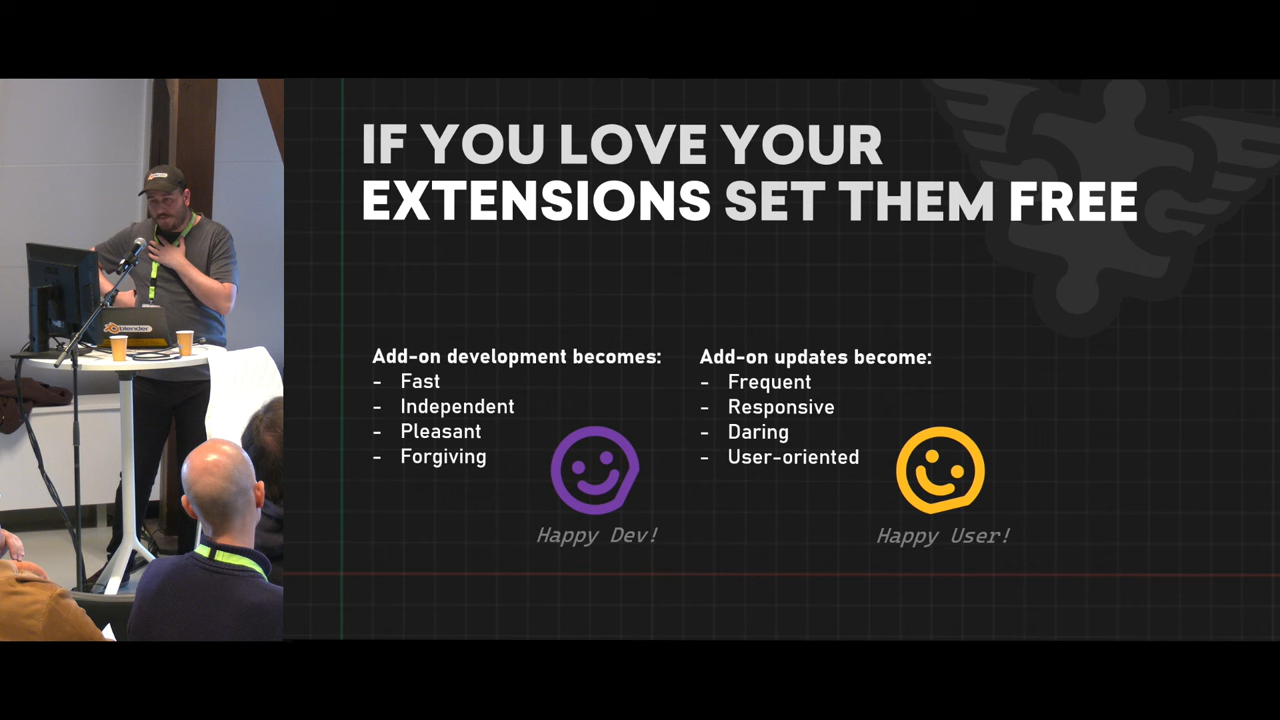 IF YOU LOVE YOUR
EXTENSIONS SET THEM FREE
Add-on development becomes:
- Fast
- Independent
- Pleasant
- Forgiving
Happy Dev!
Add-on updates become:
- Frequent
- Responsive
- Daring
- User-oriented
Happy User!
blender